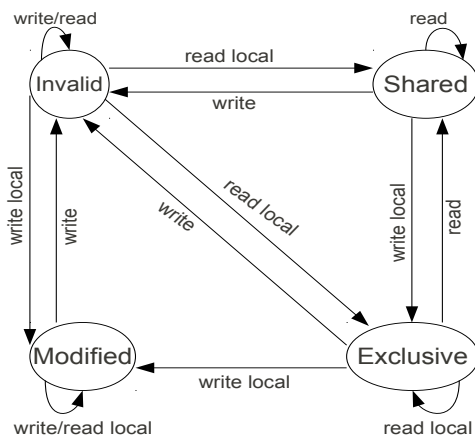 write/read
read
Invalid
read local
Shared
write
write local
write
read local
write
write local
read
Modified
Exclusive
write local
write/read local
read local